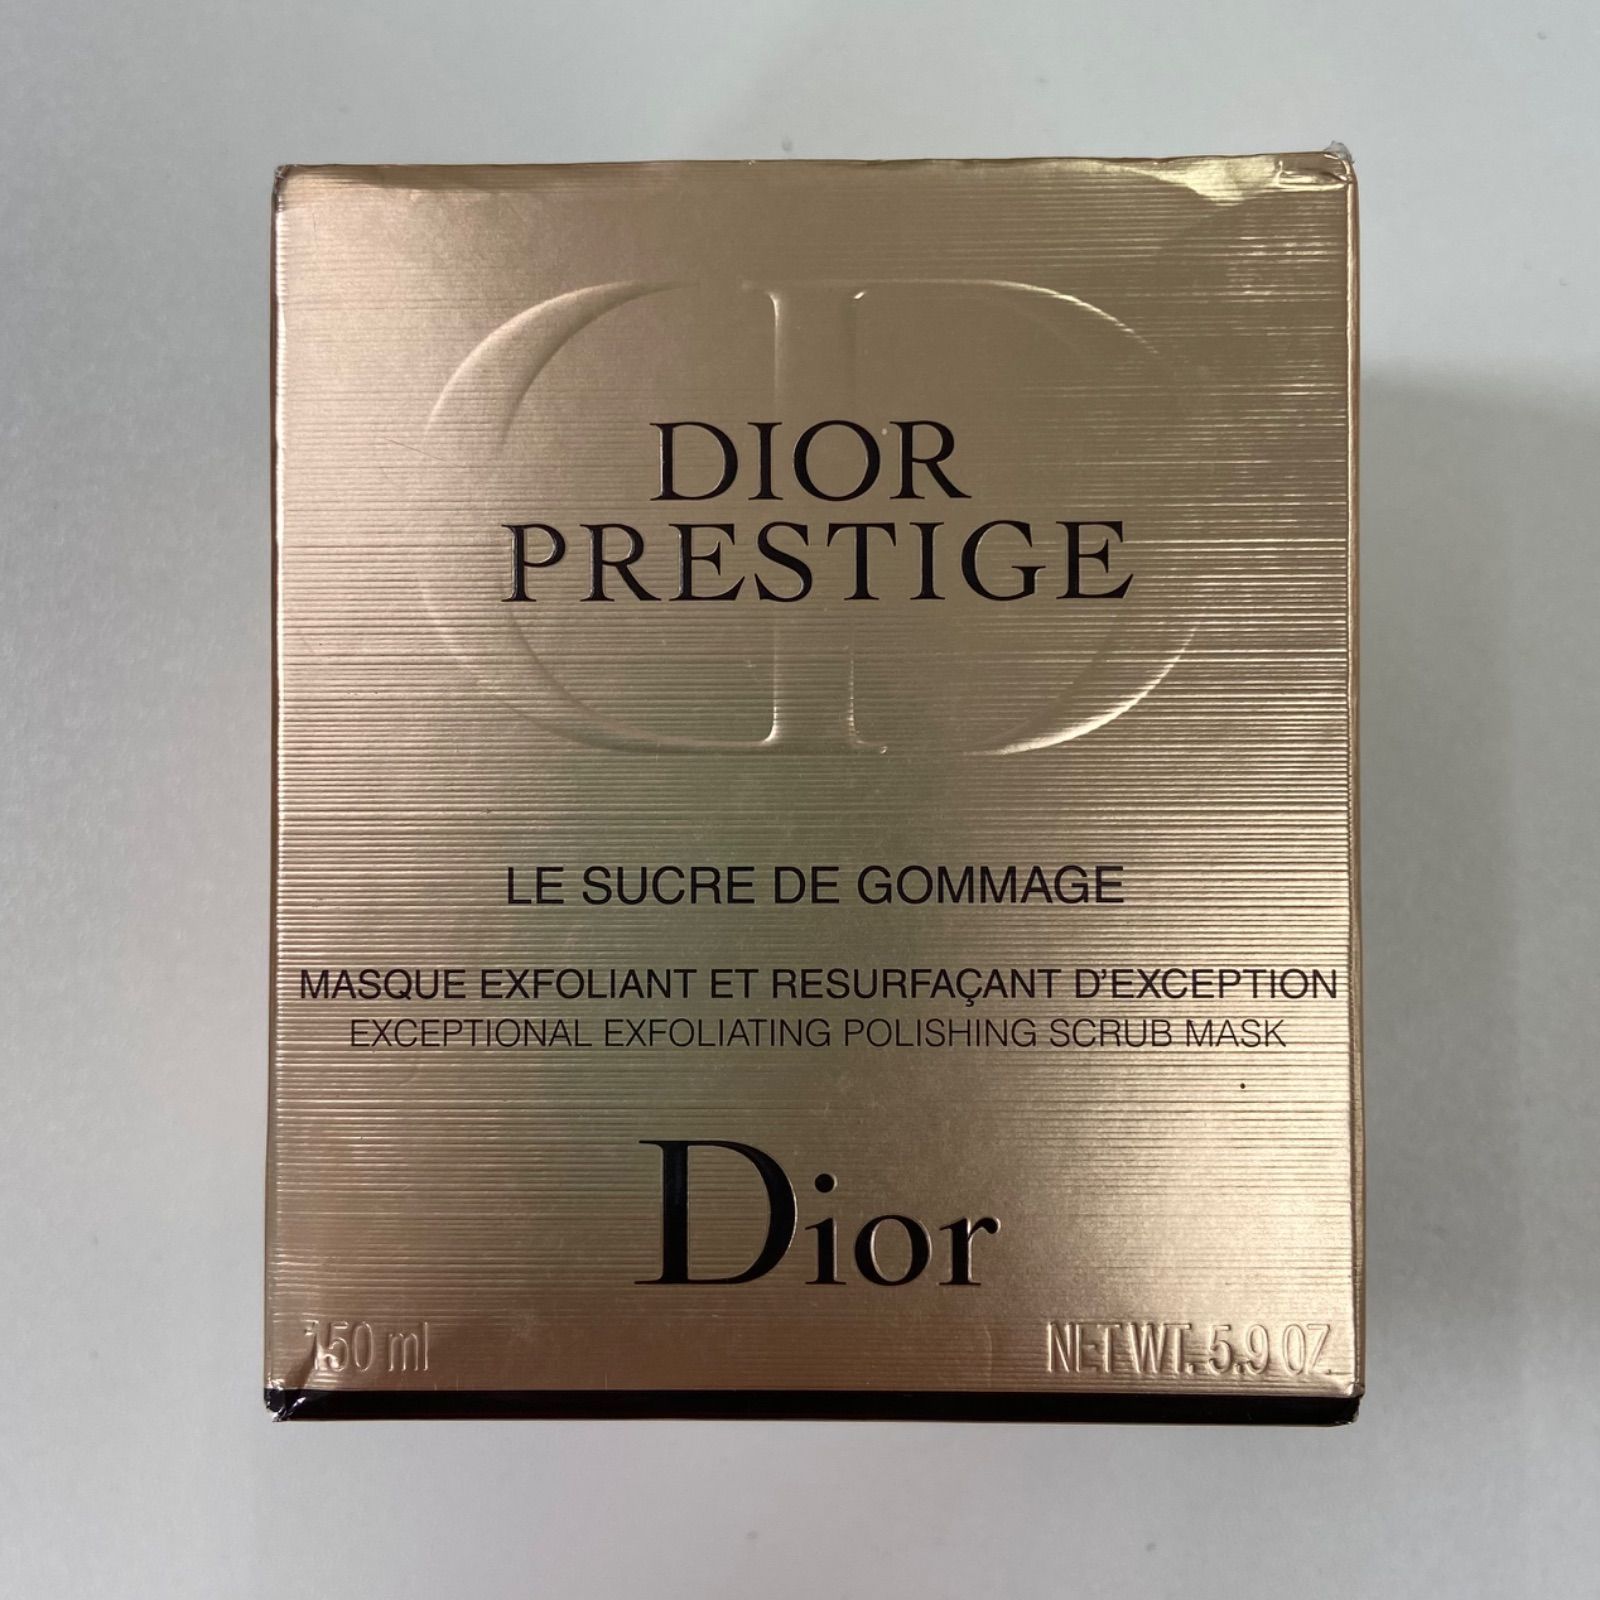 DIOR
PRESTIGE
LE SUCRE DE GOMMAGE
MASQUE EXFOLIANT ET RESURFAÇANT D'EXCEPTION
EXCEPTIONAL EXFOLIATING POLISHING SCRUB MASK
Dior
150 ml NET WT. 5.9 OZ